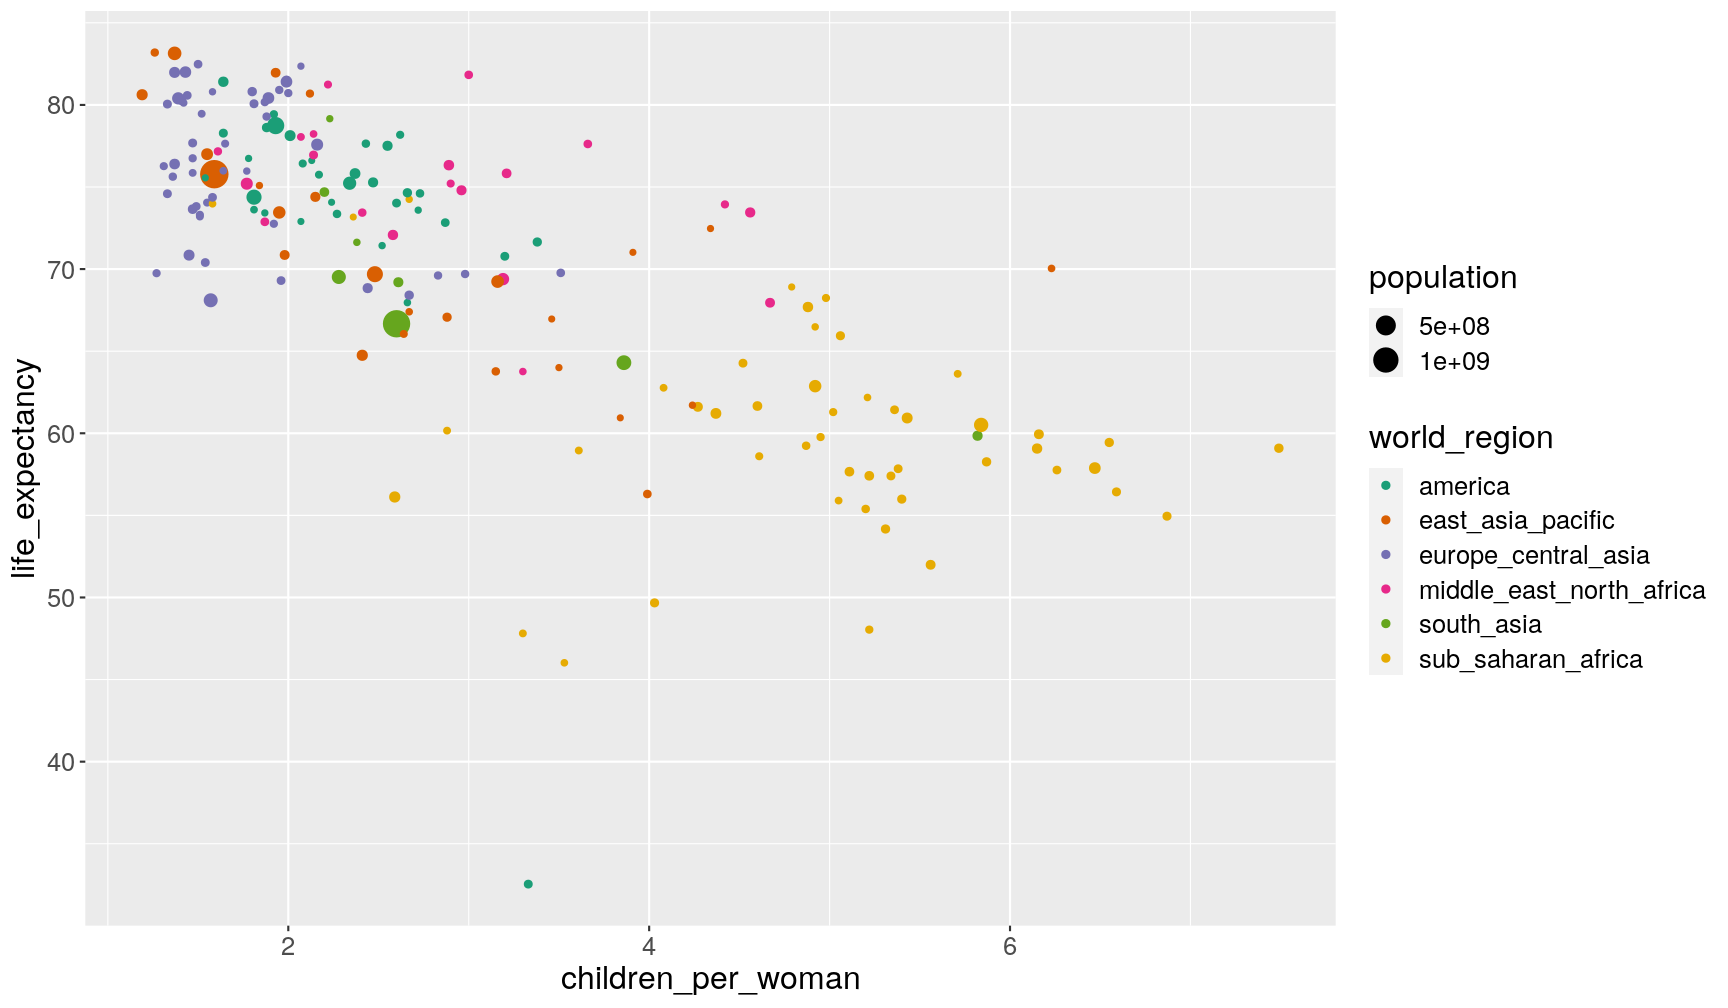 80
70
60
50
40
life_expectancy
2
4
6
children_per_woman
population
5e+08
1e+09
world_region
america
east_asia_pacific
europe_central_asia
middle_east_north_africa
south_asia
sub_saharan_africa